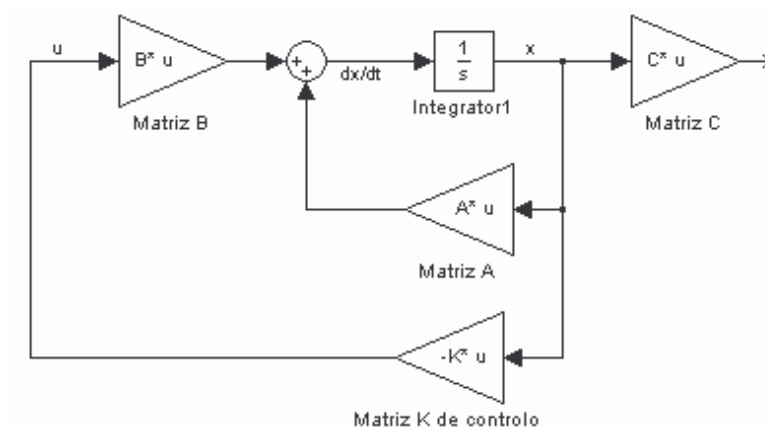 u
B* u
Matriz B
+
+
dx/dt
1
s
Integrator1
x
C* u
Matriz C
A* u
Matriz A
-K* u
Matriz K de controlo